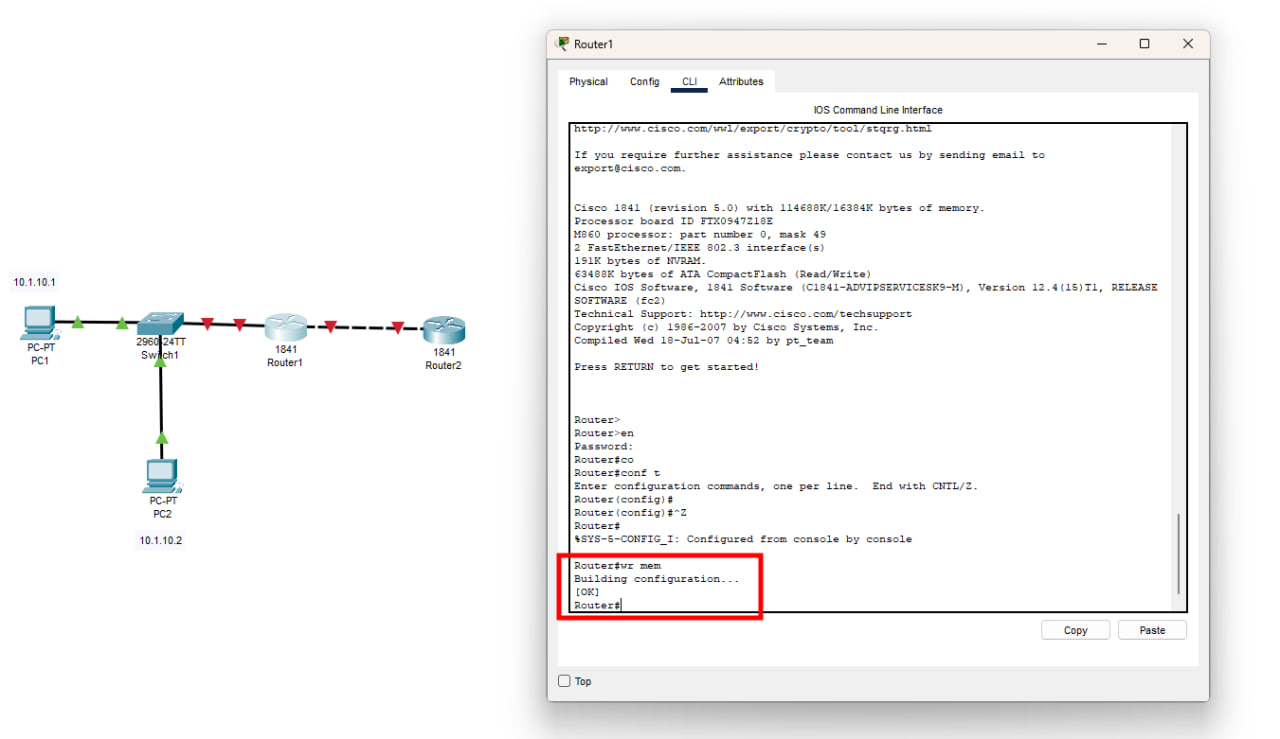 10.1.10.1
PC-PT
PC1
2960-24TT
Switch1
1841
Router1
1841
Router2
PC-PT
PC2
10.1.10.2
Router1
Physical Config CLI Attributes
IOS Command Line Interface
http://www.cisco.com/wwl/export/crypto/tool/stqrg.html
If you require further assistance please contact us by sending email to
export@cisco.com.
Cisco 1841 (revision 5.0) with 114688K/16384K bytes of memory.
Processor board ID FTX0947Z18E
M860 processor: part number 0, mask 49
2 FastEthernet/IEEE 802.3 interface(s)
191K bytes of NVRAM.
63488K bytes of ATA CompactFlash (Read/Write)
Cisco IOS Software, 1841 Software (C1841-ADVIPSERVICESK9-M), Version 12.4(15)T1, RELEASE
SOFTWARE (fc2)
Technical Support: http://www.cisco.com/techsupport
Copyright (c) 1986-2007 by Cisco Systems, Inc.
Compiled Wed 18-Jul-07 04:52 by pt_team
Press RETURN to get started!
Router>
Router>en
Password:
Router#co
Router#conf t
Enter configuration commands, one per line. End with CNTL/Z.
Router(config)#
Router(config)#^Z
Router#
%SYS-5-CONFIG_I: Configured from console by console
Router#wr mem
Building configuration...
[OK]
Router#
Copy Paste
Top